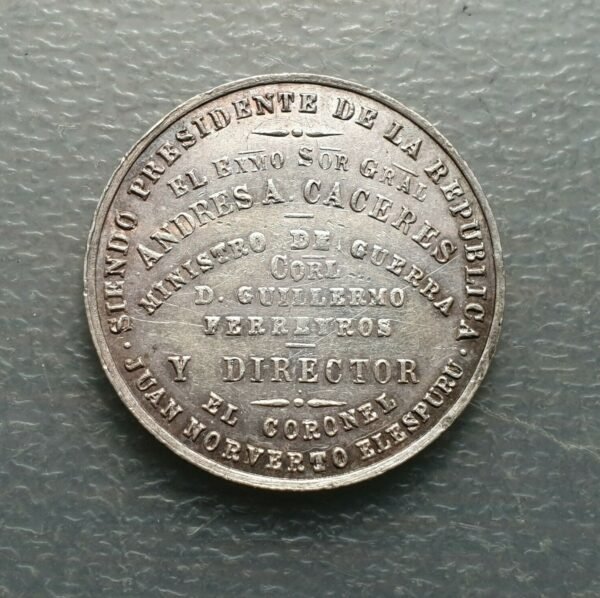 SIENDO PRESIDENTE DE LA REPUBLICA
EL EXMO SOR GRAL
ANDRES A. CACERES
MINISTRO DE GUERRA
CORL
D. GUILLERMO
FERREYROS
Y DIRECTOR
EL CORONEL
JUAN NORVERTO ELESPURU